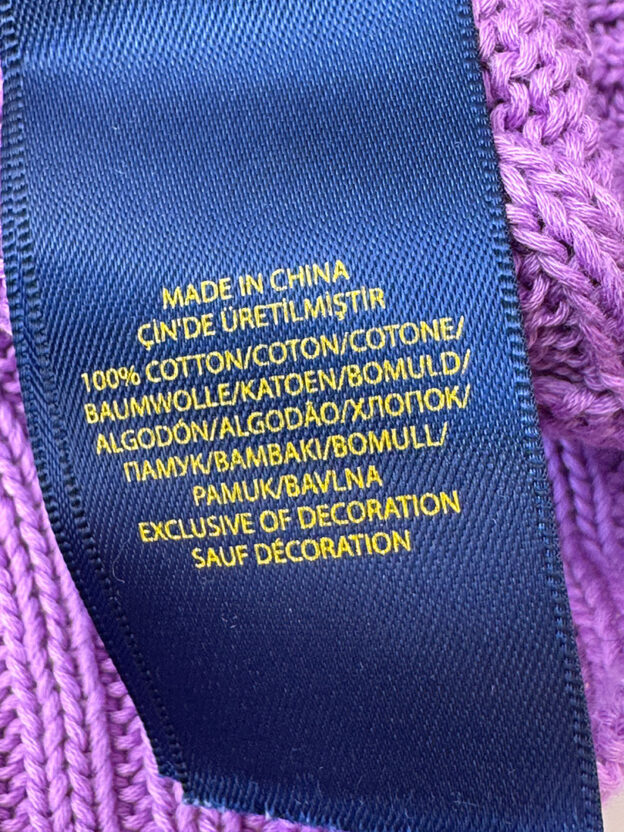 MADE IN CHINA
ÇİN'DE ÜRETİLMİŞTİR
100% COTTON/COTON/COTONE/
BAUMWOLLE/KATOEN/BOMULD/
ALGODÓN/ALGODÃO/ХЛОПОК/
ПАМУК/BAMBAKI/BOMULL/
PAMUK/BAVLNA
EXCLUSIVE OF DECORATION
SAUF DÉCORATION